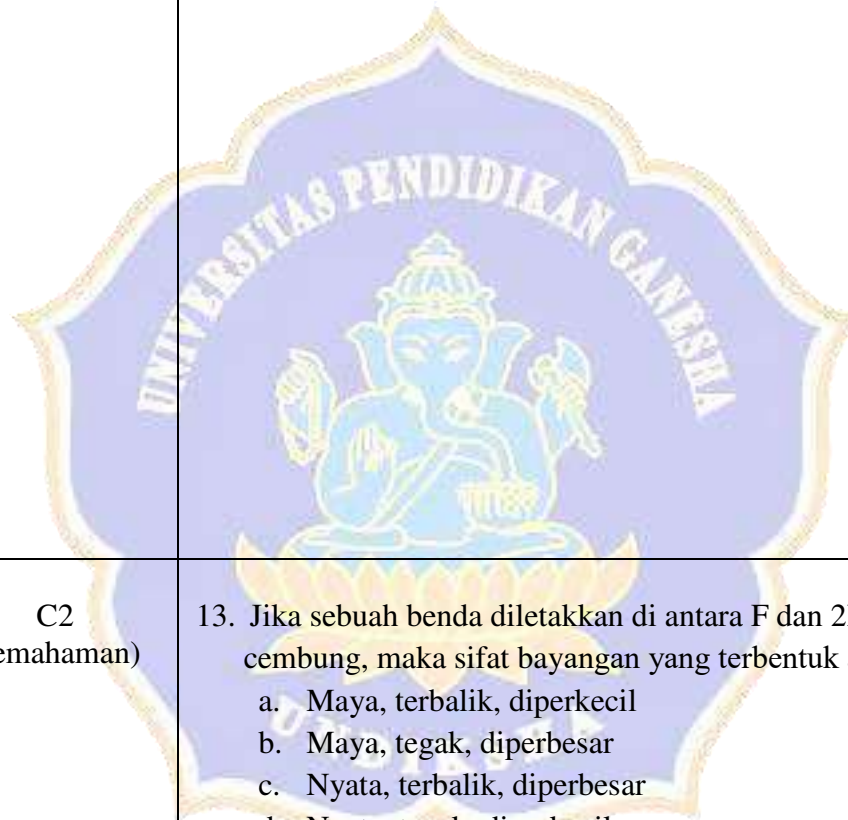 UNIVERSITAS PENDIDIKAN GANESHA
C2
emahaman)
13. Jika sebuah benda diletakkan di antara F dan 2
cembung, maka sifat bayangan yang terbentuk
a. Maya, terbalik, diperkecil
b. Maya, tegak, diperbesar
c. Nyata, terbalik, diperbesar
UNDIKSHA